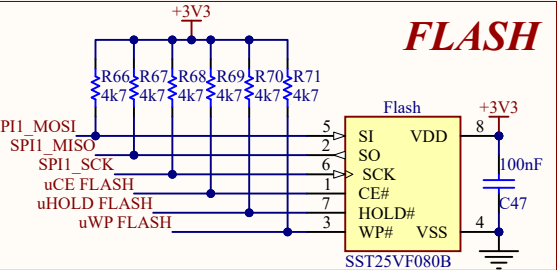 +3V3
FLASH
R66 R67 R68 R69 R70 R71
4k7 4k7 4k7 4k7 4k7 4k7
Flash
+3V3
PI1_MOSI 5 SI VDD 8
SPI1_MISO 2 SO
100nF
SPI1_SCK 6 SCK
uCE FLASH 1 CE#
uHOLD FLASH 7 HOLD#
C47
uWP FLASH 3 WP# VSS 4
SST25VF080B